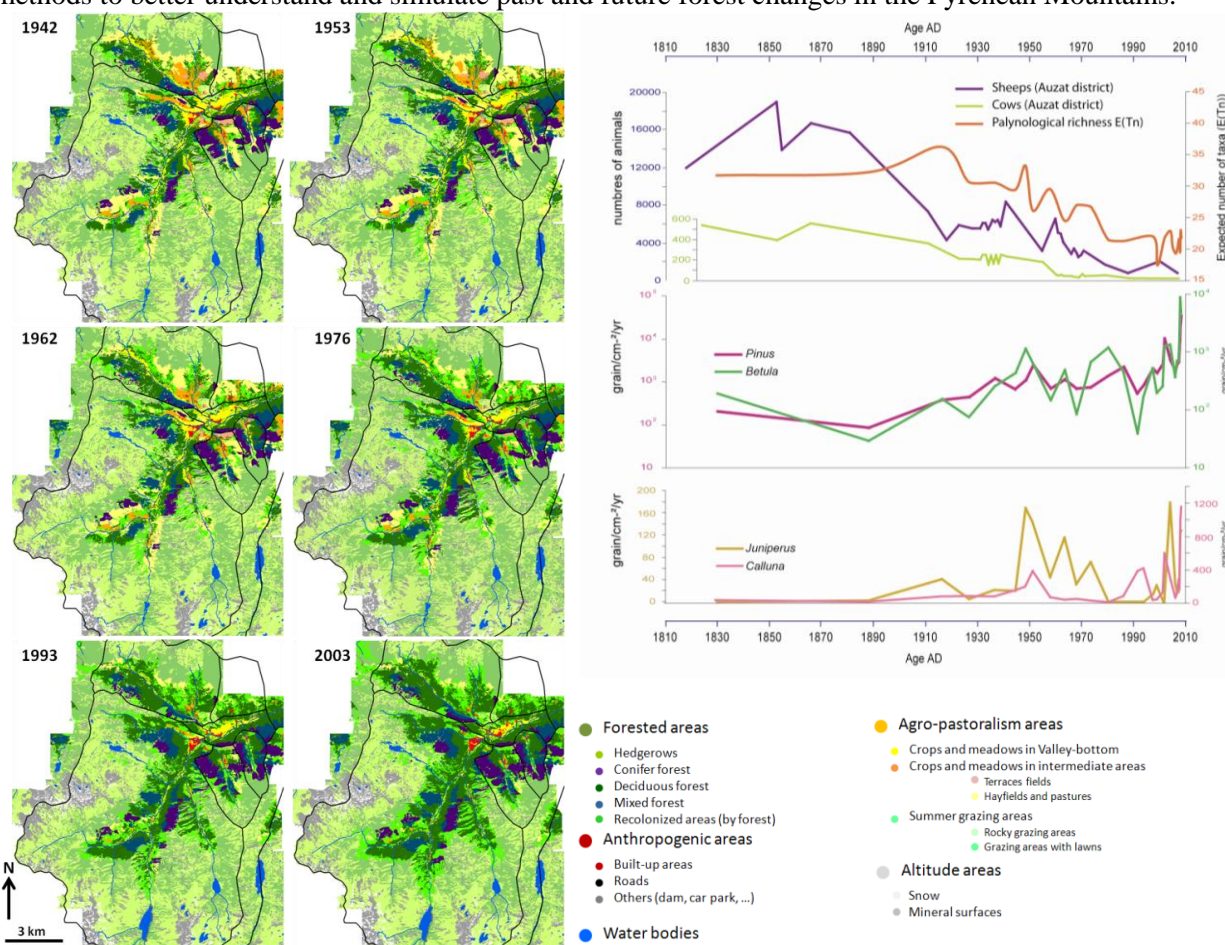 methods to better understand and simulate past and future forest changes in the Pyrenean Mountains.
1942
1953
1962
1976
1993
2003
N
3 km
Age AD
1810 1830 1850 1870 1890 1910 1930 1950 1970 1990 2010
numbres of animals
20000
16000
12000
8000
4000
0
600
400
200
0
Sheeps (Auzat district)
Cows (Auzat district)
Palynological richness E(Tn)
45
40
35
30
25
20
15
Expected number of taxa (E(Tn))
grain/cm-²/yr
10⁵
10⁴
10³
10²
10
Pinus
Betula
10⁴
10³
10²
10
grain/cm-²/yr
200
160
120
80
40
0
Juniperus
Calluna
1200
800
400
0
1810 1830 1850 1870 1890 1910 1930 1950 1970 1990 2010
Age AD
Forested areas
Hedgerows
Conifer forest
Deciduous forest
Mixed forest
Recolonized areas (by forest)
Anthropogenic areas
Built-up areas
Roads
Others (dam, car park, ...)
Water bodies
Agro-pastoralism areas
Crops and meadows in Valley-bottom
Crops and meadows in intermediate areas
Terraces fields
Hayfields and pastures
Summer grazing areas
Rocky grazing areas
Grazing areas with lawns
Altitude areas
Snow
Mineral surfaces